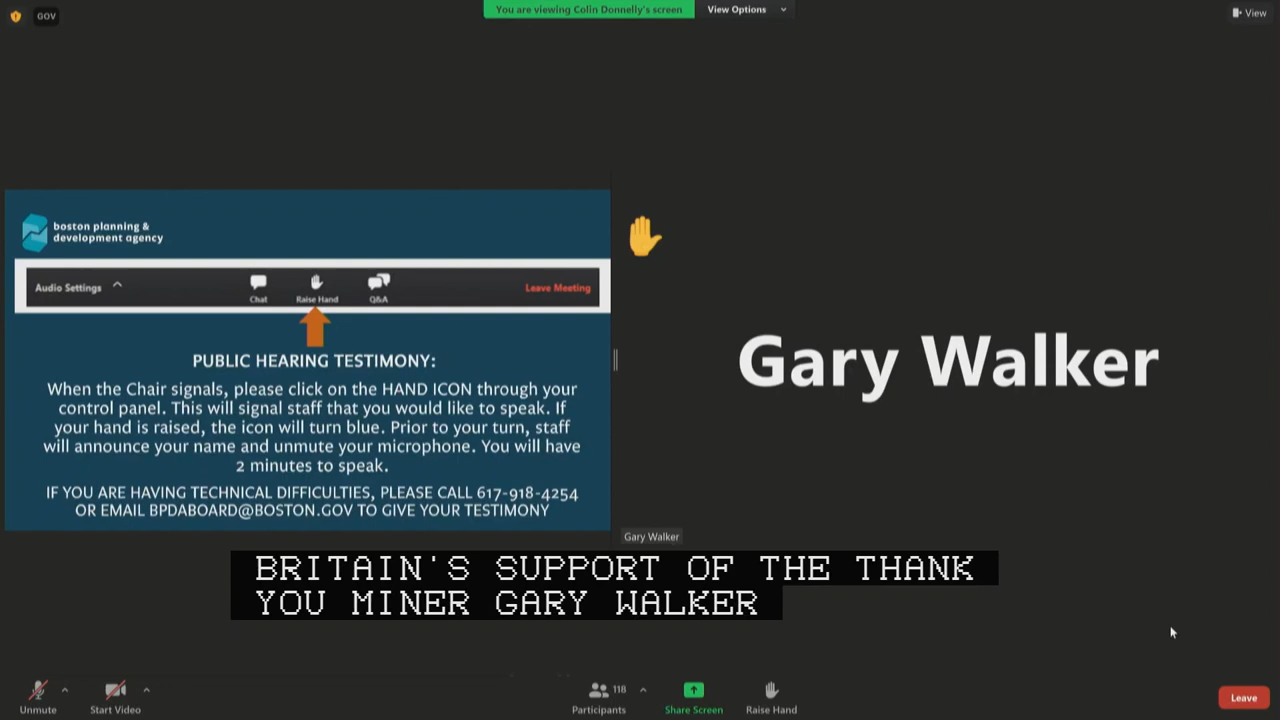 GOV
You are viewing Colin Donnelly's screen
View Options
View
boston planning &
development agency
Audio Settings
Chat
Raise Hand
Q&A
Leave Meeting
PUBLIC HEARING TESTIMONY:
When the Chair signals, please click on the HAND ICON through your
control panel. This will signal staff that you would like to speak. If
your hand is raised, the icon will turn blue. Prior to your turn, staff
will announce your name and unmute your microphone. You will have
2 minutes to speak.
IF YOU ARE HAVING TECHNICAL DIFFICULTIES, PLEASE CALL 617-918-4254
OR EMAIL BPDABOARD@BOSTON.GOV TO GIVE YOUR TESTIMONY
Gary Walker
Gary Walker
BRITAIN'S SUPPORT OF THE THANK
YOU MINER GARY WALKER
Unmute
Start Video
118
Participants
Share Screen
Raise Hand
Leave